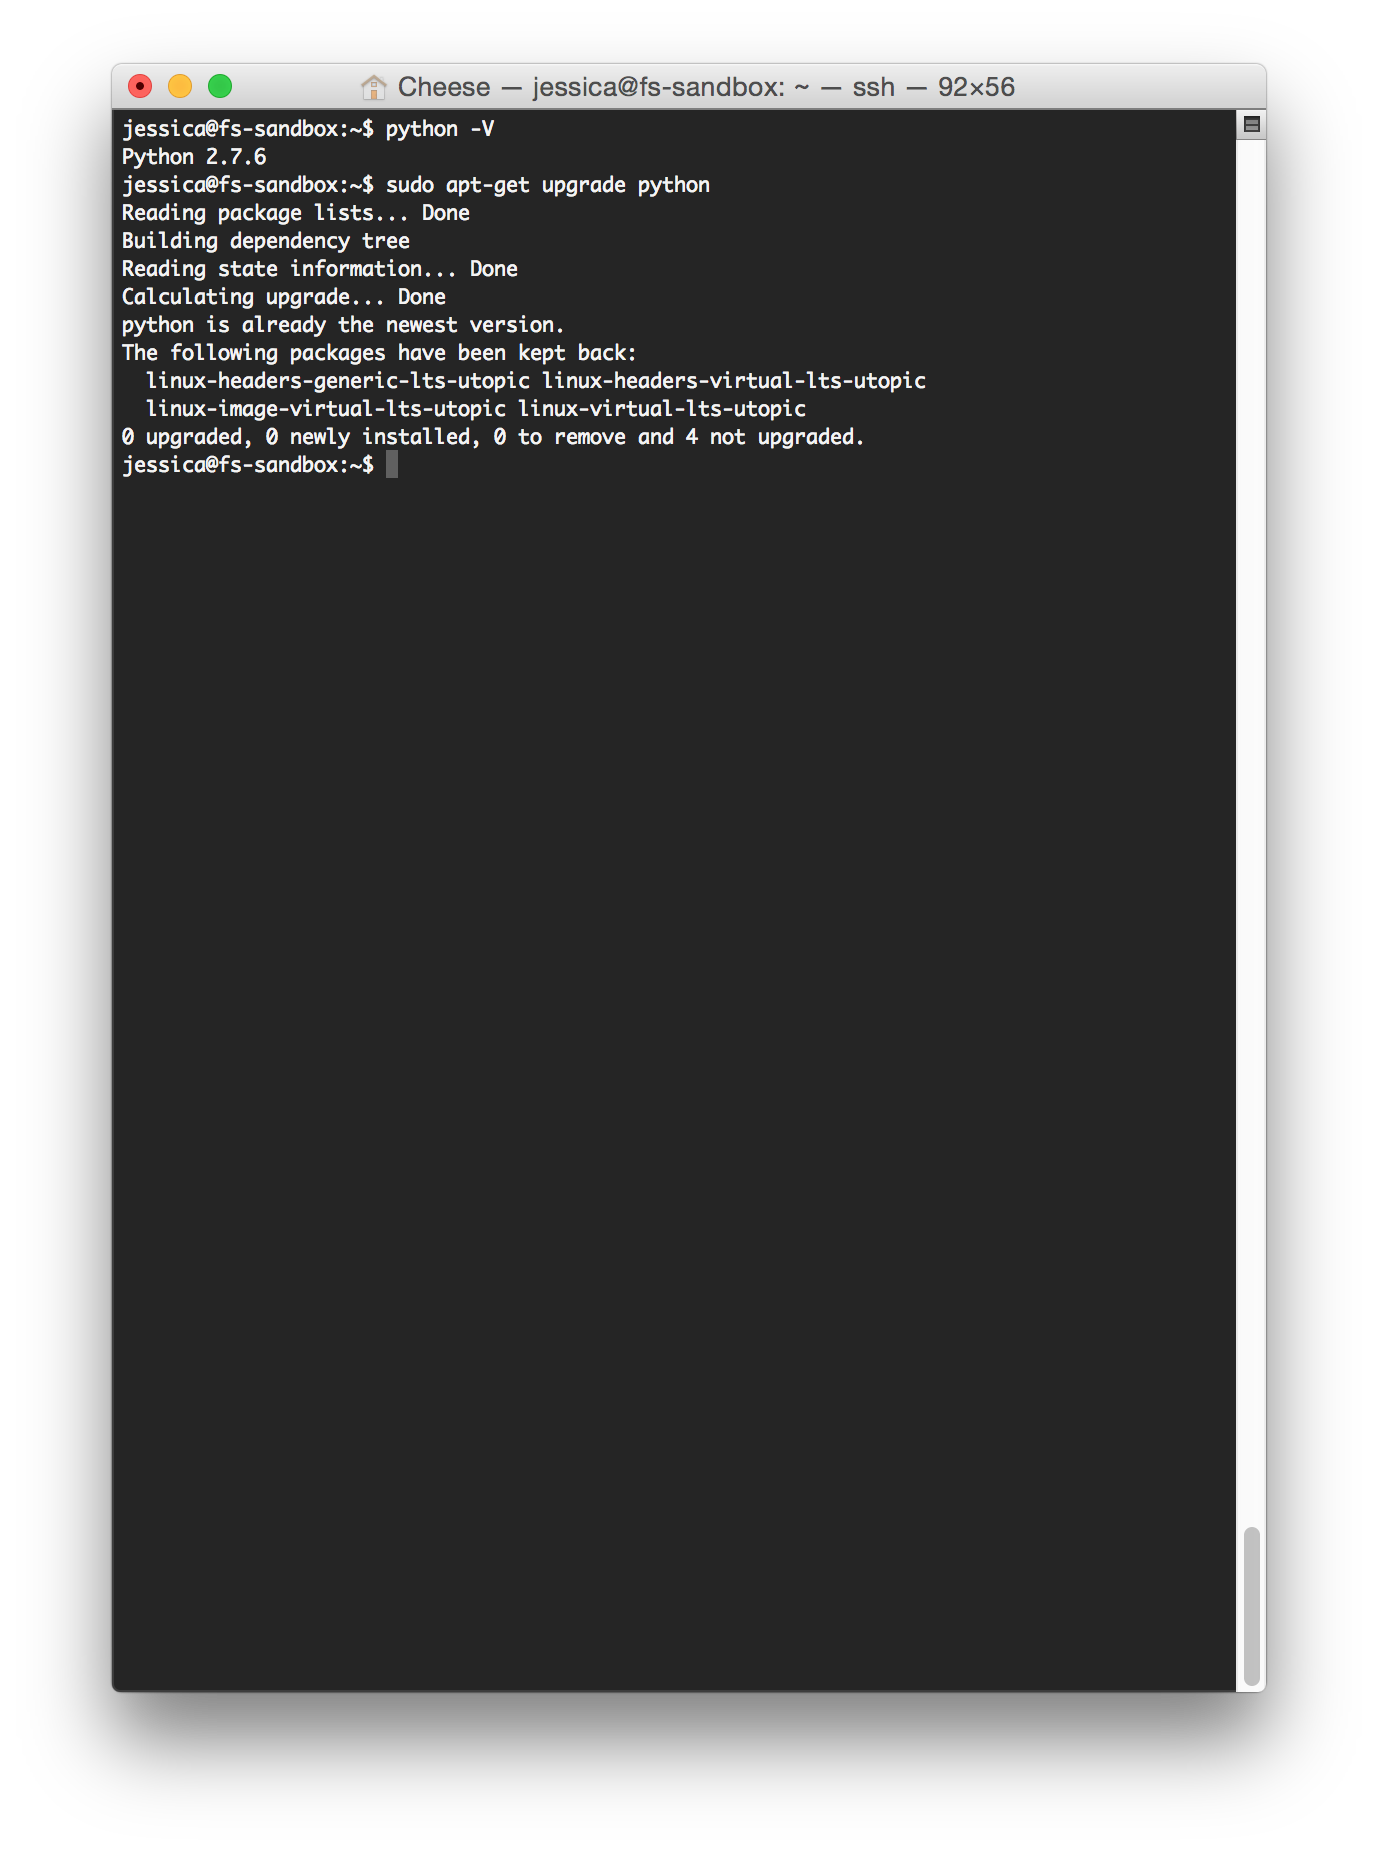 Cheese — jessica@fs-sandbox: ~ — ssh — 92×56
jessica@fs-sandbox:~$ python -V
Python 2.7.6
jessica@fs-sandbox:~$ sudo apt-get upgrade python
Reading package lists... Done
Building dependency tree
Reading state information... Done
Calculating upgrade... Done
python is already the newest version.
The following packages have been kept back:
  linux-headers-generic-lts-utopic linux-headers-virtual-lts-utopic
  linux-image-virtual-lts-utopic linux-virtual-lts-utopic
0 upgraded, 0 newly installed, 0 to remove and 4 not upgraded.
jessica@fs-sandbox:~$